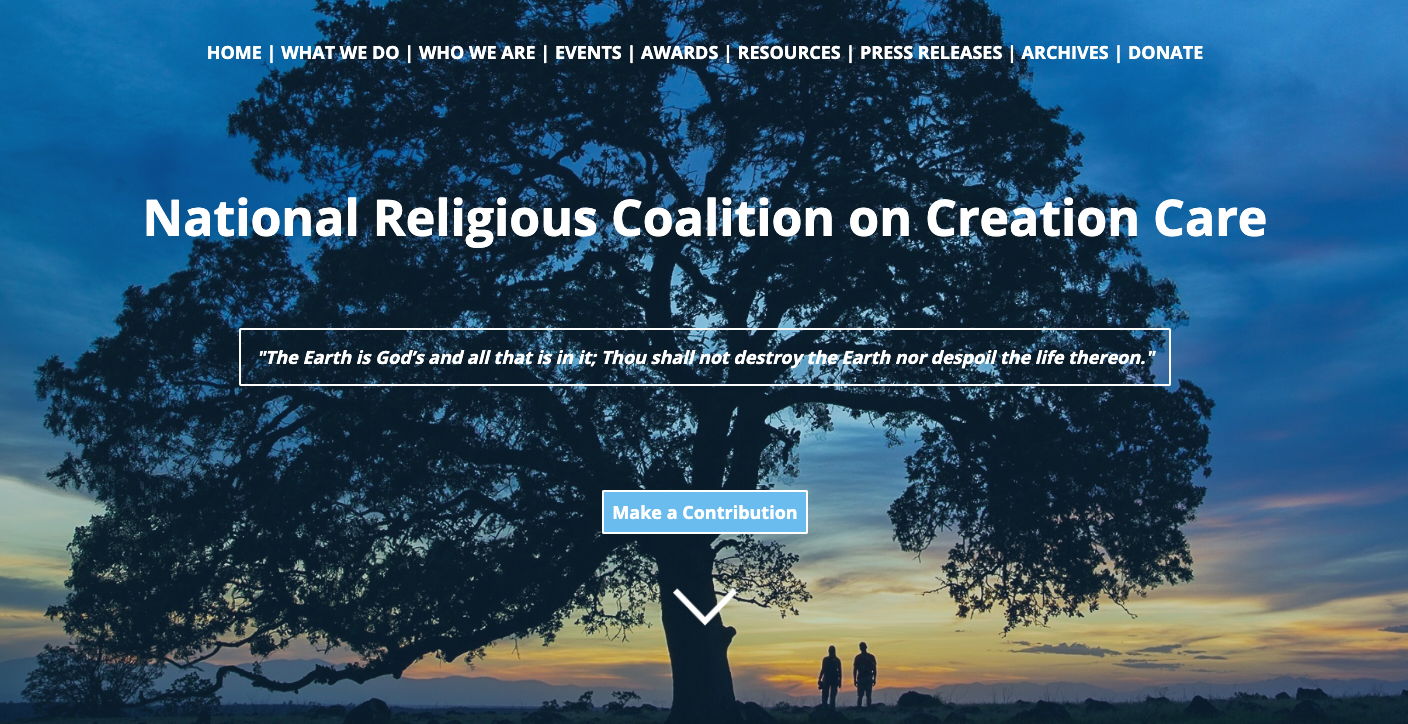 HOME | WHAT WE DO | WHO WE ARE | EVENTS | AWARDS | RESOURCES | PRESS RELEASES | ARCHIVES | DONATE
National Religious Coalition on Creation Care
"The Earth is God’s and all that is in it; Thou shall not destroy the Earth nor despoil the life thereon."
Make a Contribution